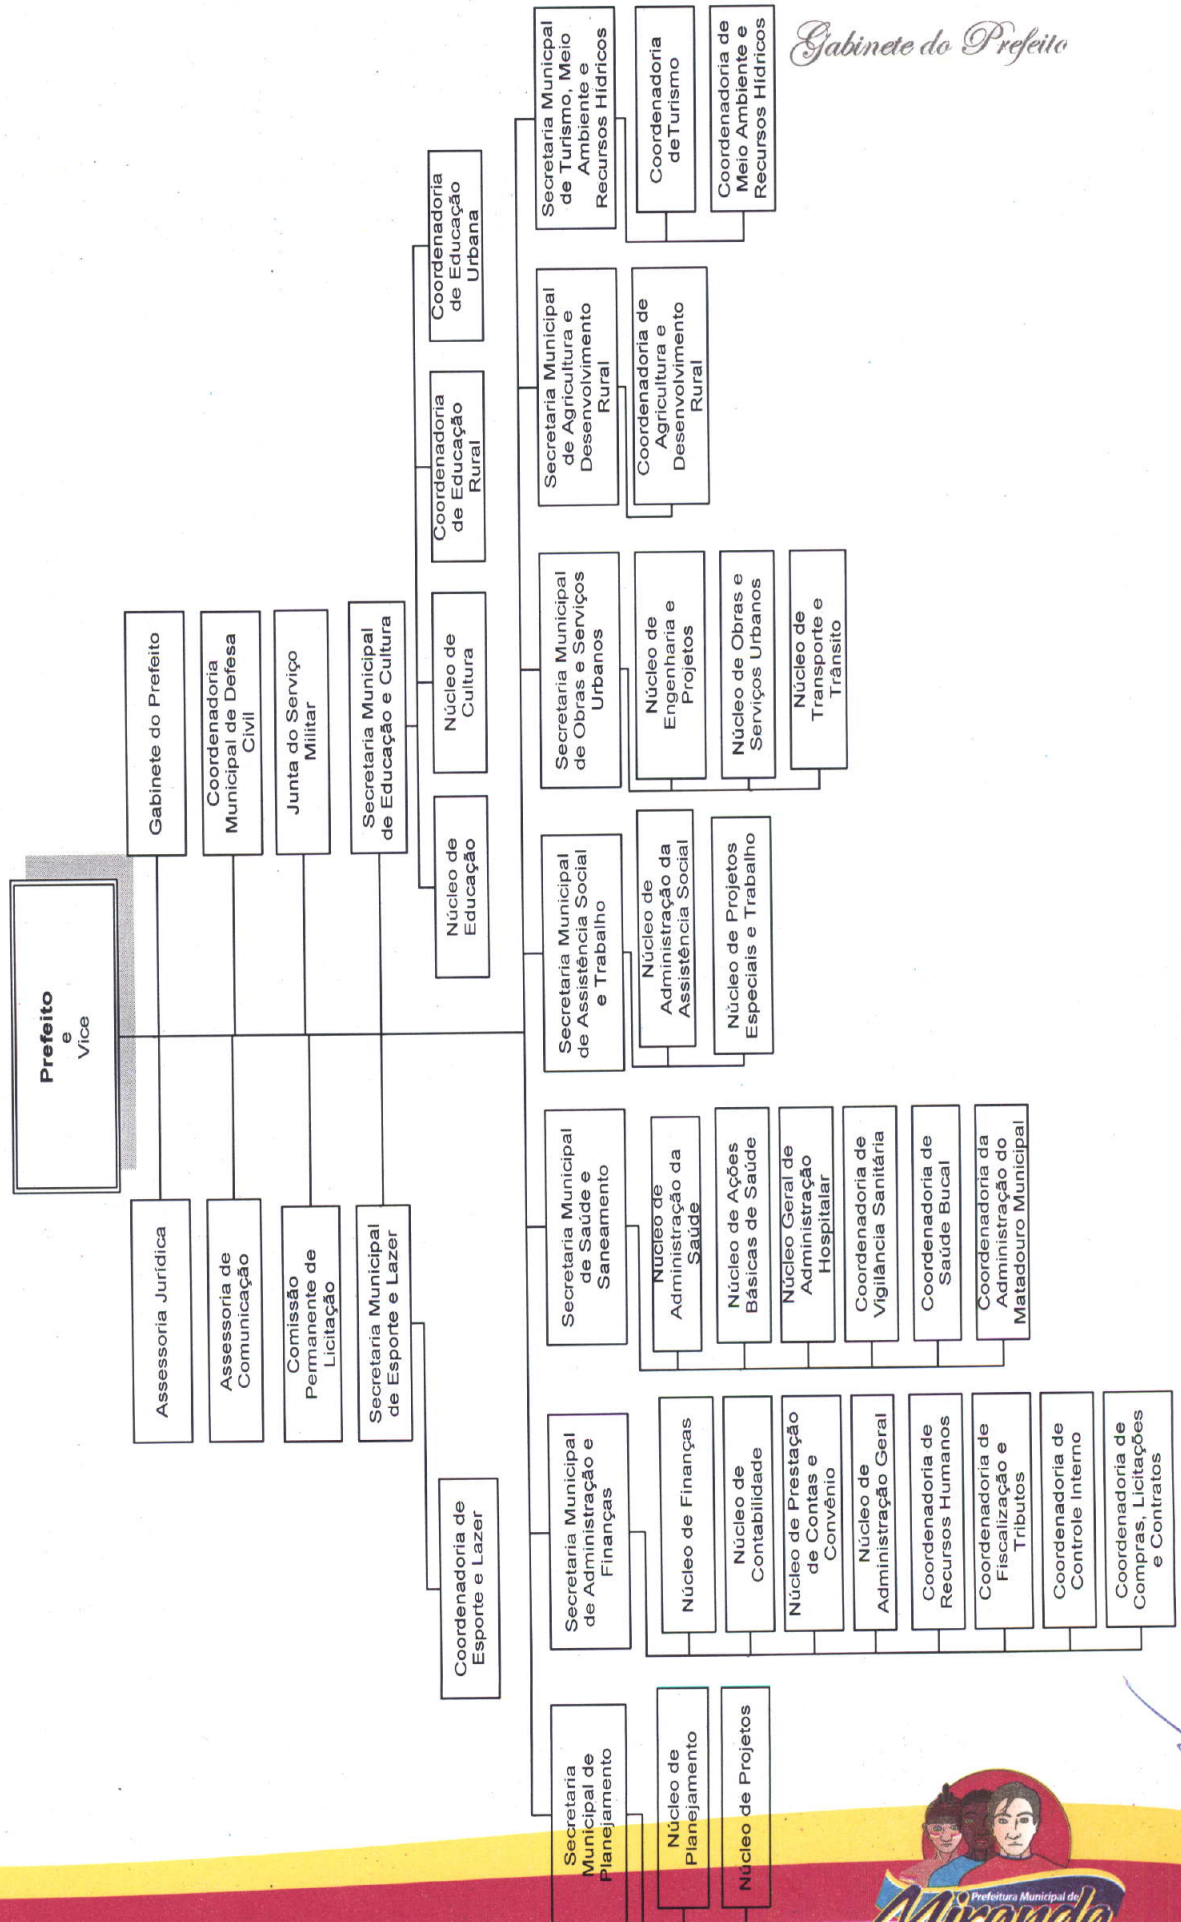 Gabinete do Prefeito
Prefeito
e
Vice
Assessoria Jurídica
Gabinete do Prefeito
Assessoria de
Comunicação
Coordenadoria
Municipal de Defesa
Civil
Comissão
Permanente de
Licitação
Junta do Serviço
Militar
Secretaria Municipal
de Esporte e Lazer
Secretaria Municipal
de Educação e Cultura
Coordenadoria de
Esporte e Lazer
Núcleo de
Educação
Núcleo de
Cultura
Coordenadoria
de Educação
Rural
Coordenadoria
de Educação
Urbana
Secretaria
Municipal de
Planejamento
Núcleo de
Planejamento
Núcleo de Projetos
Secretaria Municipal
de Administração e
Finanças
Núcleo de Finanças
Núcleo de
Contabilidade
Núcleo de Prestação
de Contas e
Convênio
Núcleo de
Administração Geral
Coordenadoria de
Recursos Humanos
Coordenadoria de
Fiscalização e
Tributos
Coordenadoria de
Controle Interno
Coordenadoria de
Compras, Licitações
e Contratos
Secretaria Municipal
de Saúde e
Saneamento
Nucleo de
Administração da
Saúde
Núcleo de Ações
Básicas de Saúde
Núcleo Geral de
Administração
Hospitalar
Coordenadoria de
Vigilância Sanitária
Coordenadoria de
Saúde Bucal
Coordenadoria da
Administração do
Matadouro Municipal
Secretaria Municipal
de Assistência Social
e Trabalho
Núcleo de
Administração da
Assistência Social
Núcleo de Projetos
Especiais e Trabalho
Secretaria Municipal
de Obras e Serviços
Urbanos
Núcleo de
Engenharia e
Projetos
Núcleo de Obras e
Serviços Urbanos
Núcleo de
Transporte e
Trânsito
Secretaria Municipal
de Agricultura e
Desenvolvimento
Rural
Coordenadoria de
Agricultura e
Desenvolvimento
Rural
Secretaria Municpal
de Turismo, Meio
Ambiente e
Recursos Hídricos
Coordenadoria
deTurismo
Coordenadoria de
Meio Ambiente e
Recursos Hídricos
Prefeitura Municipal de
Miranda